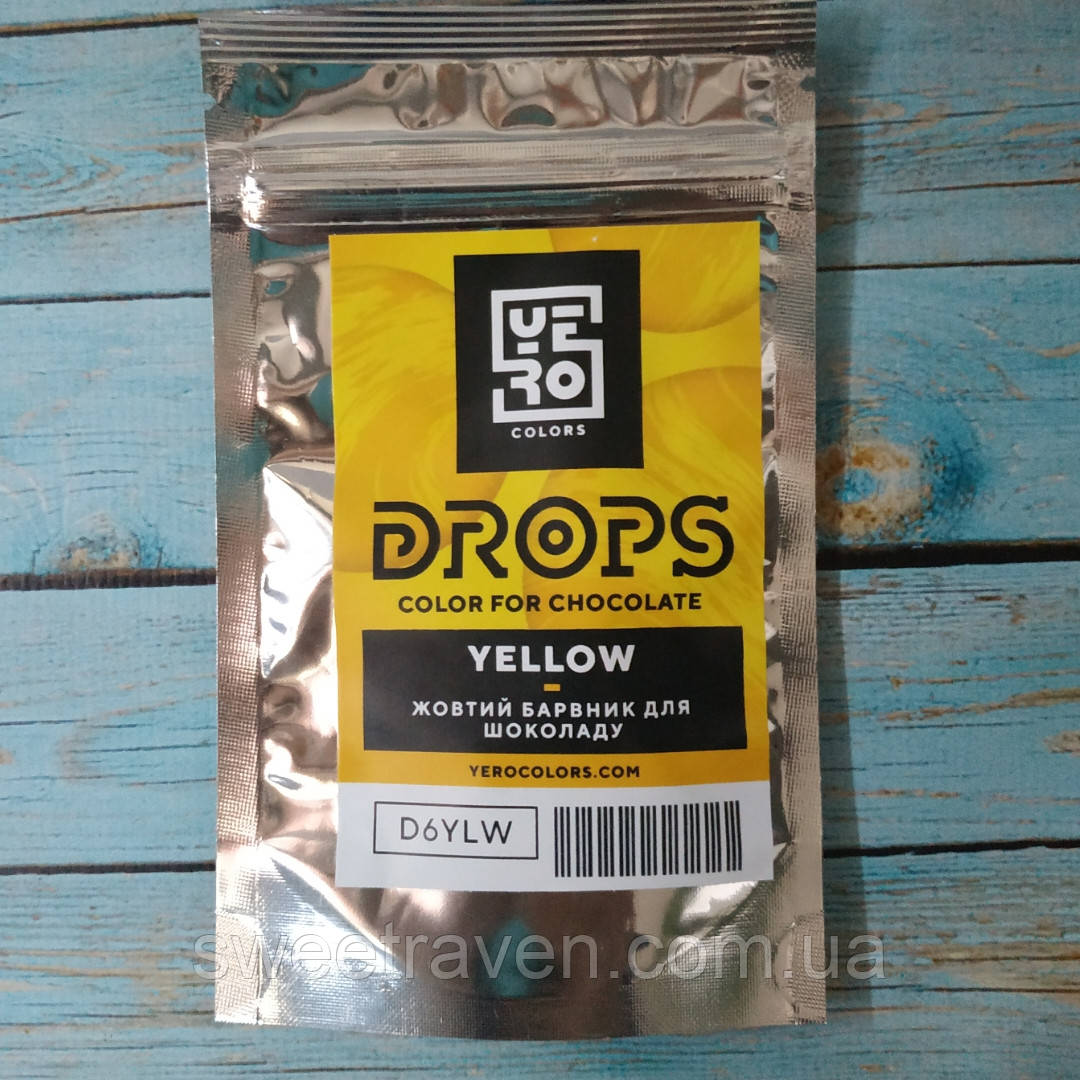 YE-
RO
COLORS
DROPS
COLOR FOR CHOCOLATE
YELLOW
ЖОВТИЙ БАРВНИК ДЛЯ
ШОКОЛАДУ
YEROCOLORS.COM
D6YLW
sweetraven.com.ua